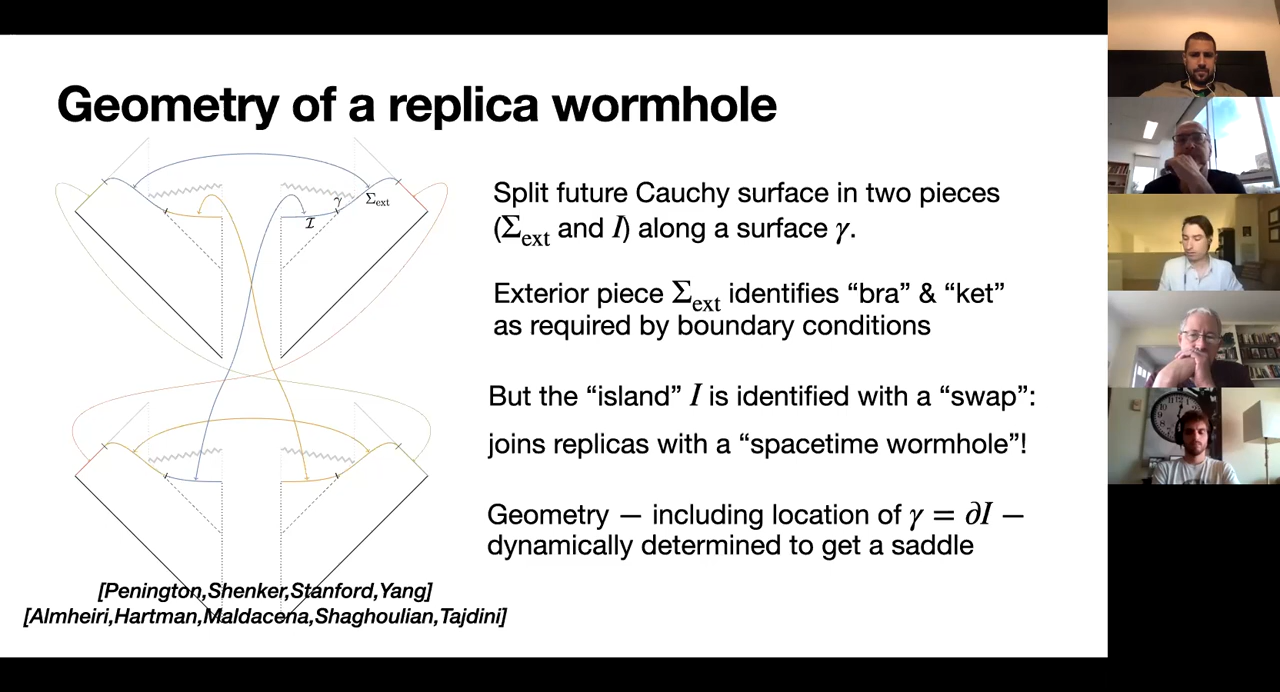 Geometry of a replica wormhole
γ
Σext
I
Split future Cauchy surface in two pieces
(Σext and I) along a surface γ.
Exterior piece Σext identifies “bra” & “ket”
as required by boundary conditions
But the “island” I is identified with a “swap”:
joins replicas with a “spacetime wormhole”!
Geometry — including location of γ = ∂I —
dynamically determined to get a saddle
[Penington,Shenker,Stanford,Yang]
[Almheiri,Hartman,Maldacena,Shaghoulian,Tajdini]